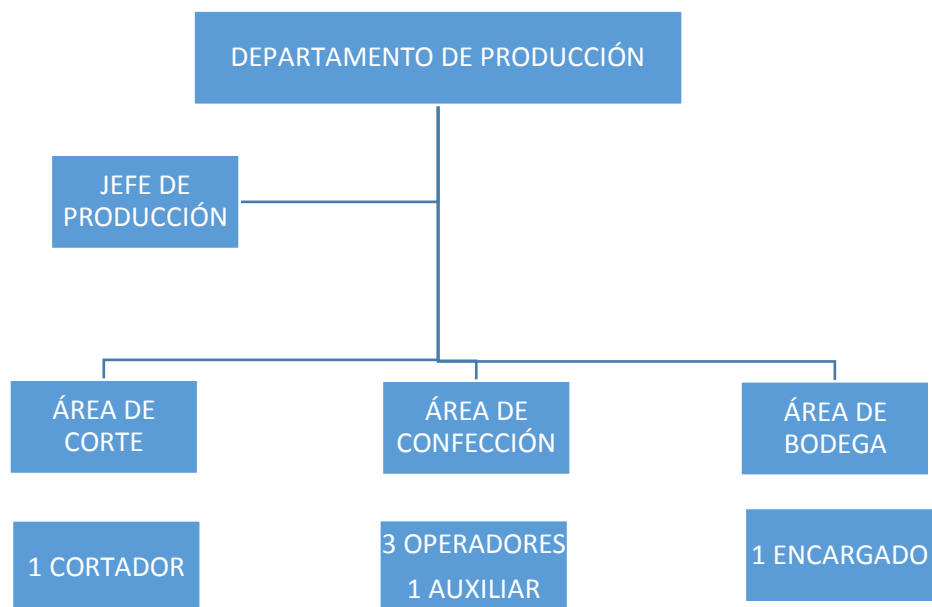 DEPARTAMENTO DE PRODUCCIÓN
JEFE DE
PRODUCCIÓN
ÁREA DE
CORTE
ÁREA DE
CONFECCIÓN
ÁREA DE
BODEGA
1 CORTADOR
3 OPERADORES
1 AUXILIAR
1 ENCARGADO